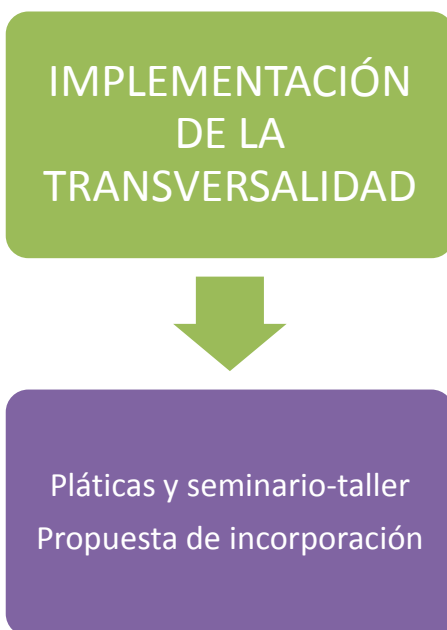 IMPLEMENTACIÓN
DE LA
TRANSVERSALIDAD
Pláticas y seminario-taller
Propuesta de incorporación